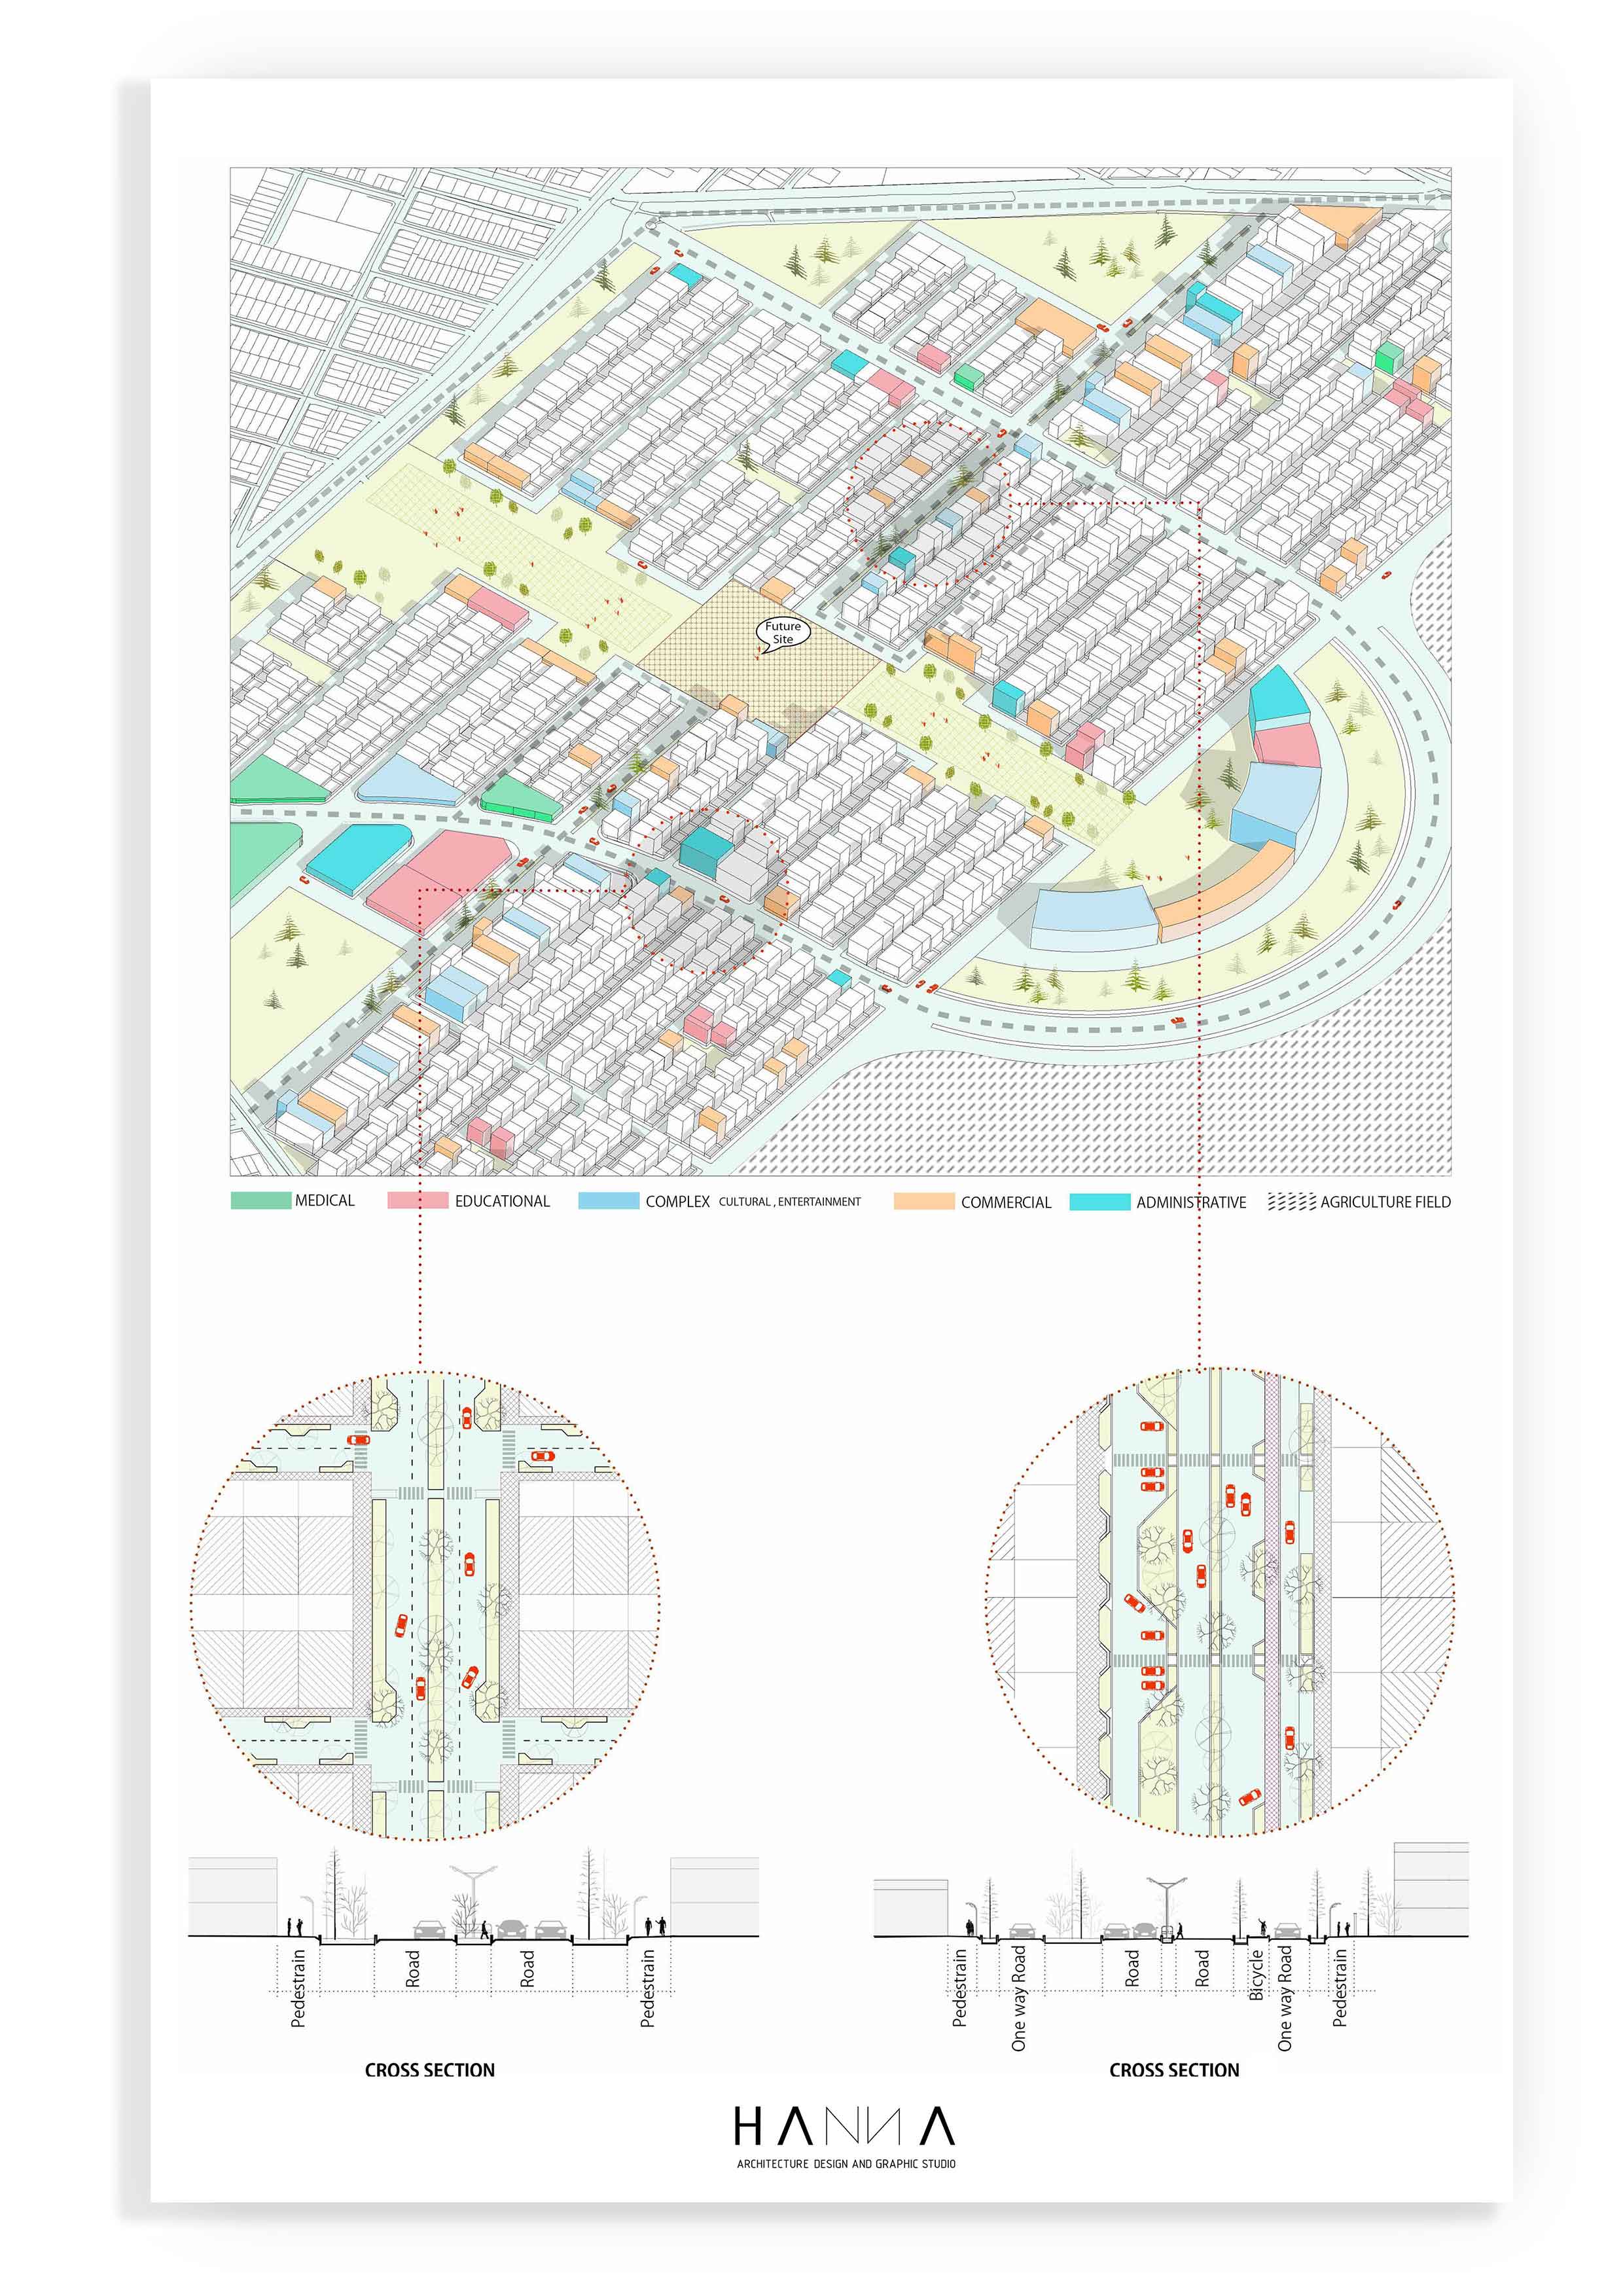 Future
Site
MEDICAL
EDUCATIONAL
COMPLEX CULTURAL , ENTERTAINMENT
COMMERCIAL
ADMINISTRATIVE
AGRICULTURE FIELD
Pedestrain
Road
Road
Pedestrain
CROSS SECTION
Pedestrain
One way Road
Road
Road
Bicycle
One way Road
Pedestrain
CROSS SECTION
HANNA
ARCHITECTURE DESIGN AND GRAPHIC STUDIO